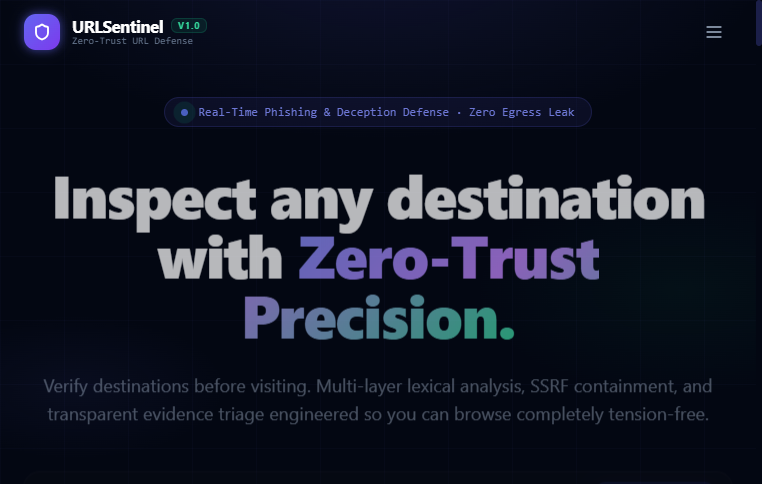 URLSentinel V1.0
Zero-Trust URL Defense
Real-Time Phishing & Deception Defense · Zero Egress Leak
Inspect any destination
with Zero-Trust
Precision.
Verify destinations before visiting. Multi-layer lexical analysis, SSRF containment, and
transparent evidence triage engineered so you can browse completely tension-free.